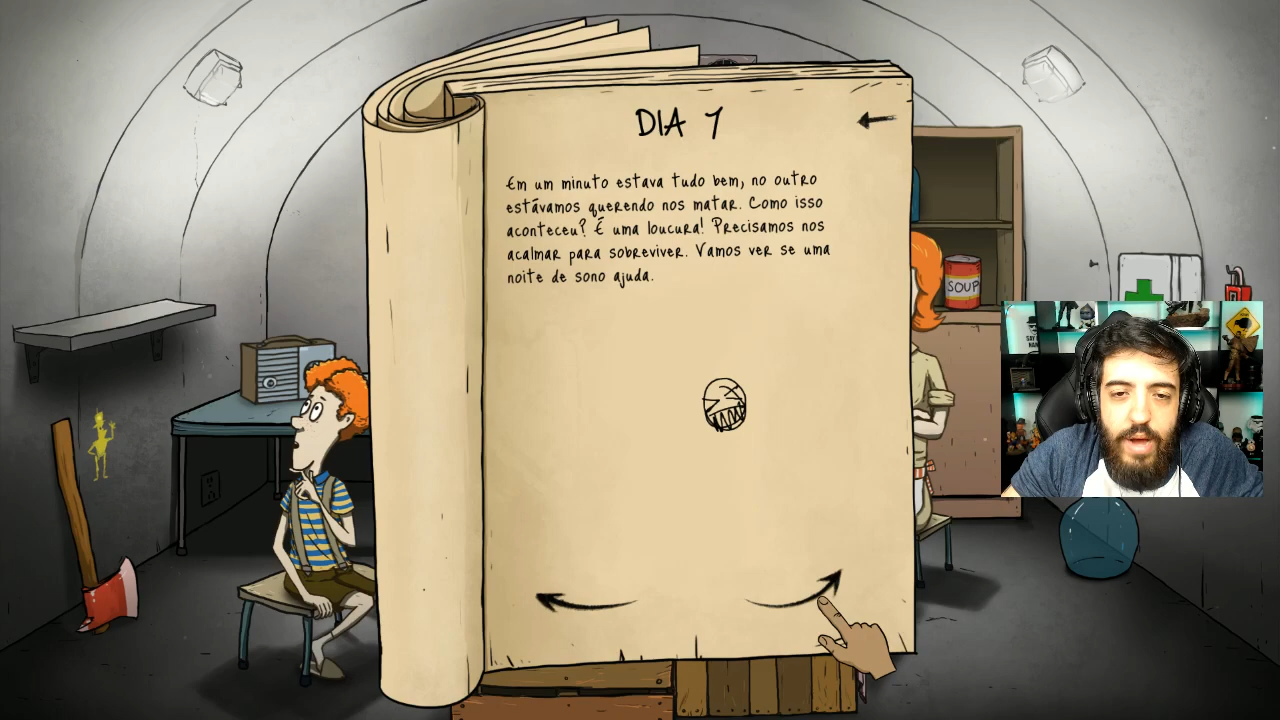 DIA 7
Em um minuto estava tudo bem, no outro
estávamos querendo nos matar. Como isso
aconteceu? É uma loucura! Precisamos nos
acalmar para sobreviver. Vamos ver se uma
noite de sono ajuda.
SOUP